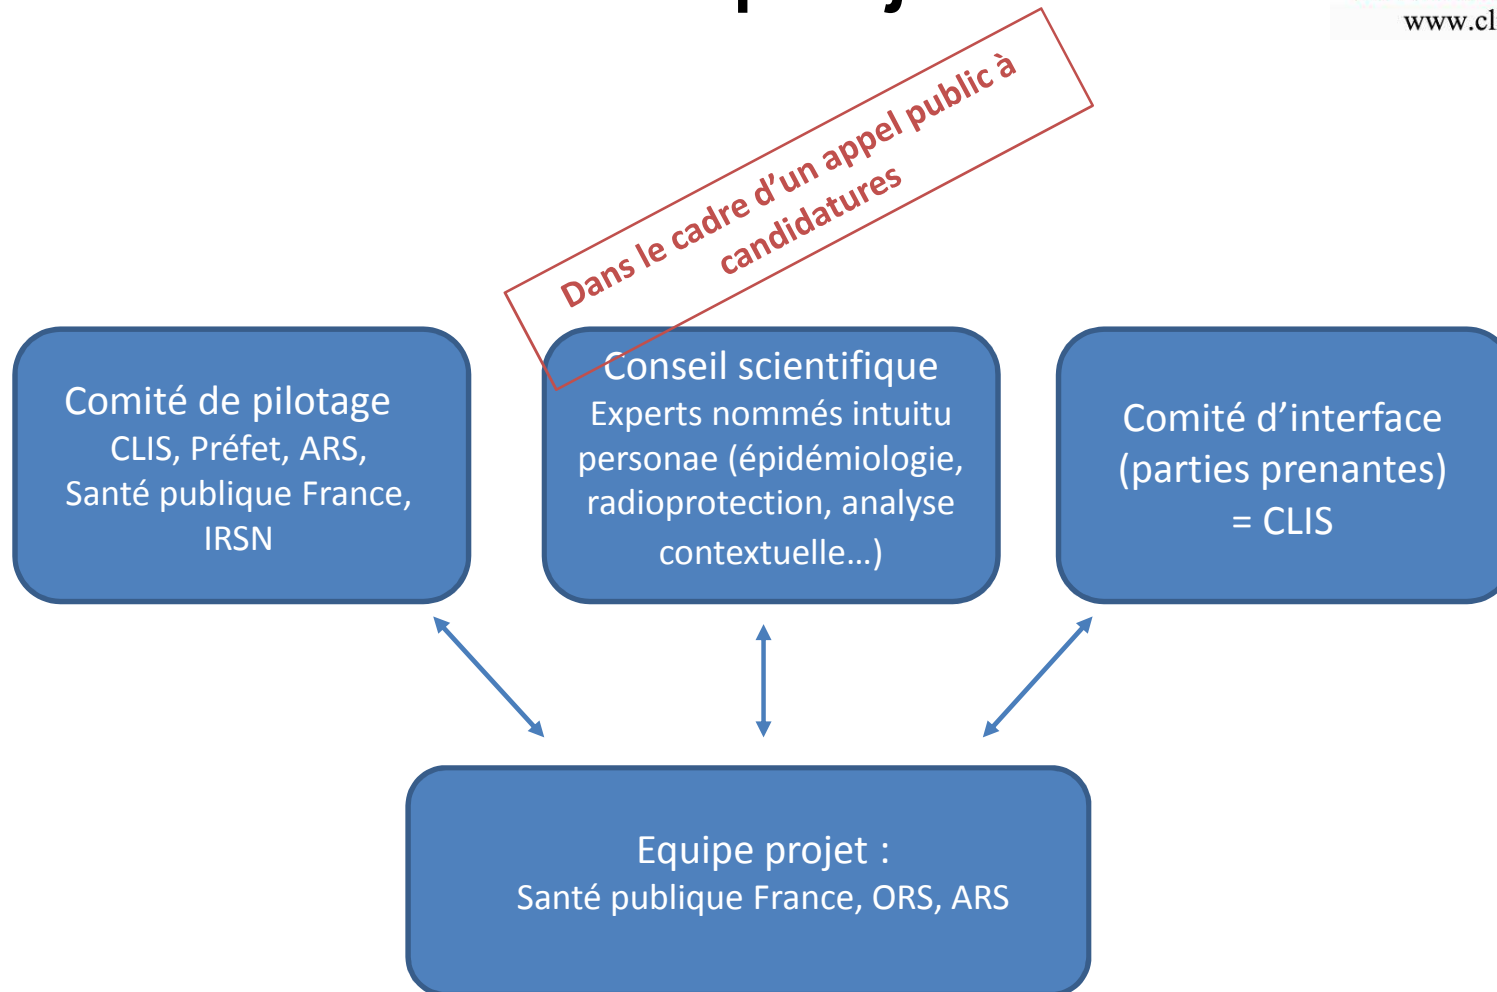 www.cl
Dans le cadre d’un appel public à
candidatures
Comité de pilotage
CLIS, Préfet, ARS,
Santé publique France,
IRSN
Conseil scientifique
Experts nommés intuitu
personae (épidémiologie,
radioprotection, analyse
contextuelle…)
Comité d’interface
(parties prenantes)
= CLIS
Equipe projet :
Santé publique France, ORS, ARS